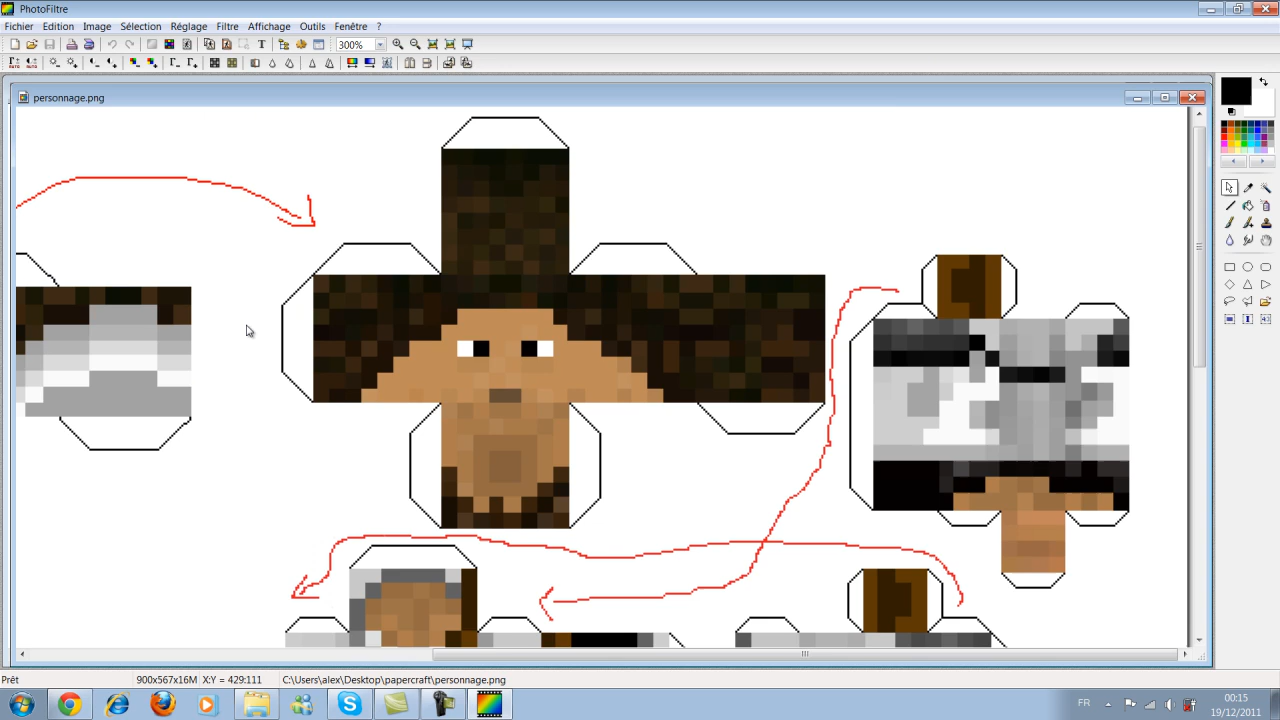 PhotoFiltre
Fichier Edition Image Sélection Réglage Filtre Affichage Outils Fenêtre ?
T 300%
personnage.png
Prêt 900x567x16M X:Y = 429:111 C:\Users\alex\Desktop\papercraft\personnage.png
FR 00:15
19/12/2011